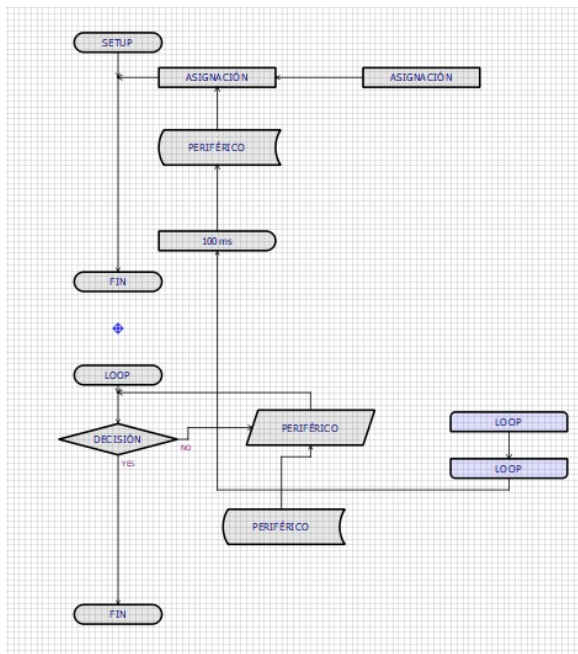 SETUP
ASIGNACIÓN
ASIGNACIÓN
PERIFÉRICO
100 ms
FIN
LOOP
PERIFÉRICO
LOOP
DECISIÓN
NO
YES
LOOP
PERIFÉRICO
FIN